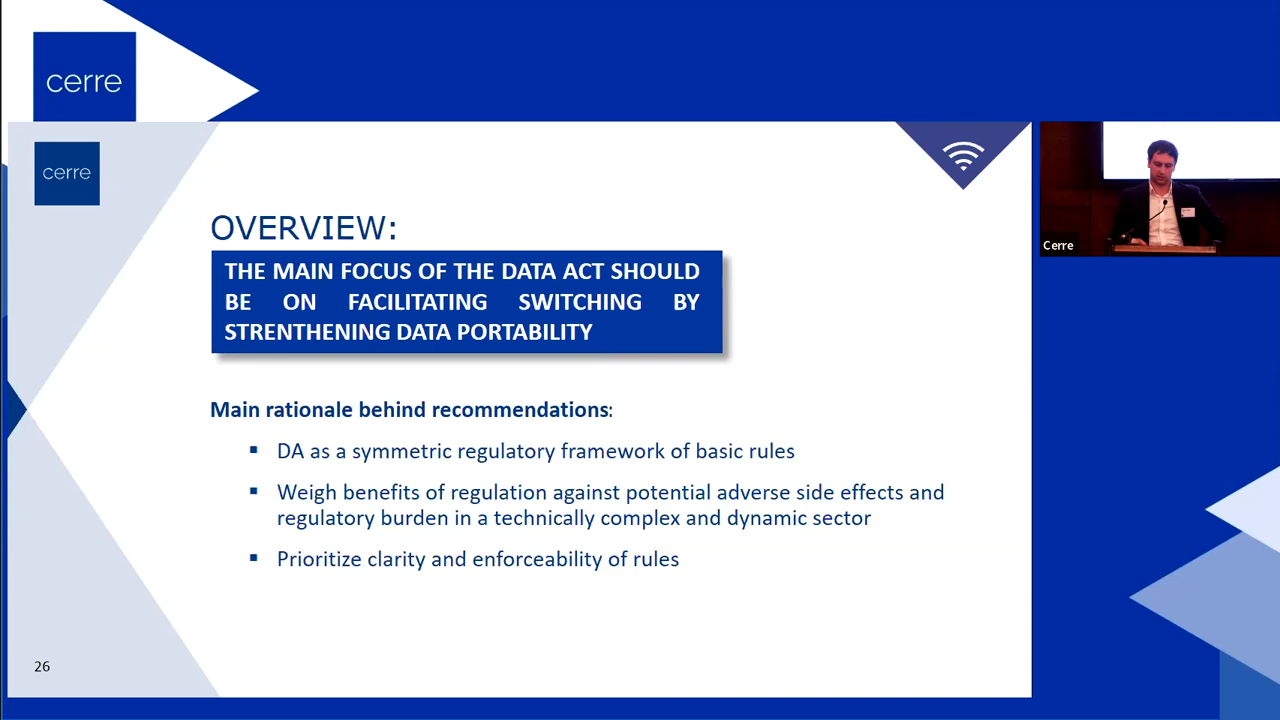 cerre
cerre
OVERVIEW:
THE MAIN FOCUS OF THE DATA ACT SHOULD
BE ON FACILITATING SWITCHING BY
STRENTHENING DATA PORTABILITY
Main rationale behind recommendations:
▪ DA as a symmetric regulatory framework of basic rules
▪ Weigh benefits of regulation against potential adverse side effects and
regulatory burden in a technically complex and dynamic sector
▪ Prioritize clarity and enforceability of rules
26
Cerre